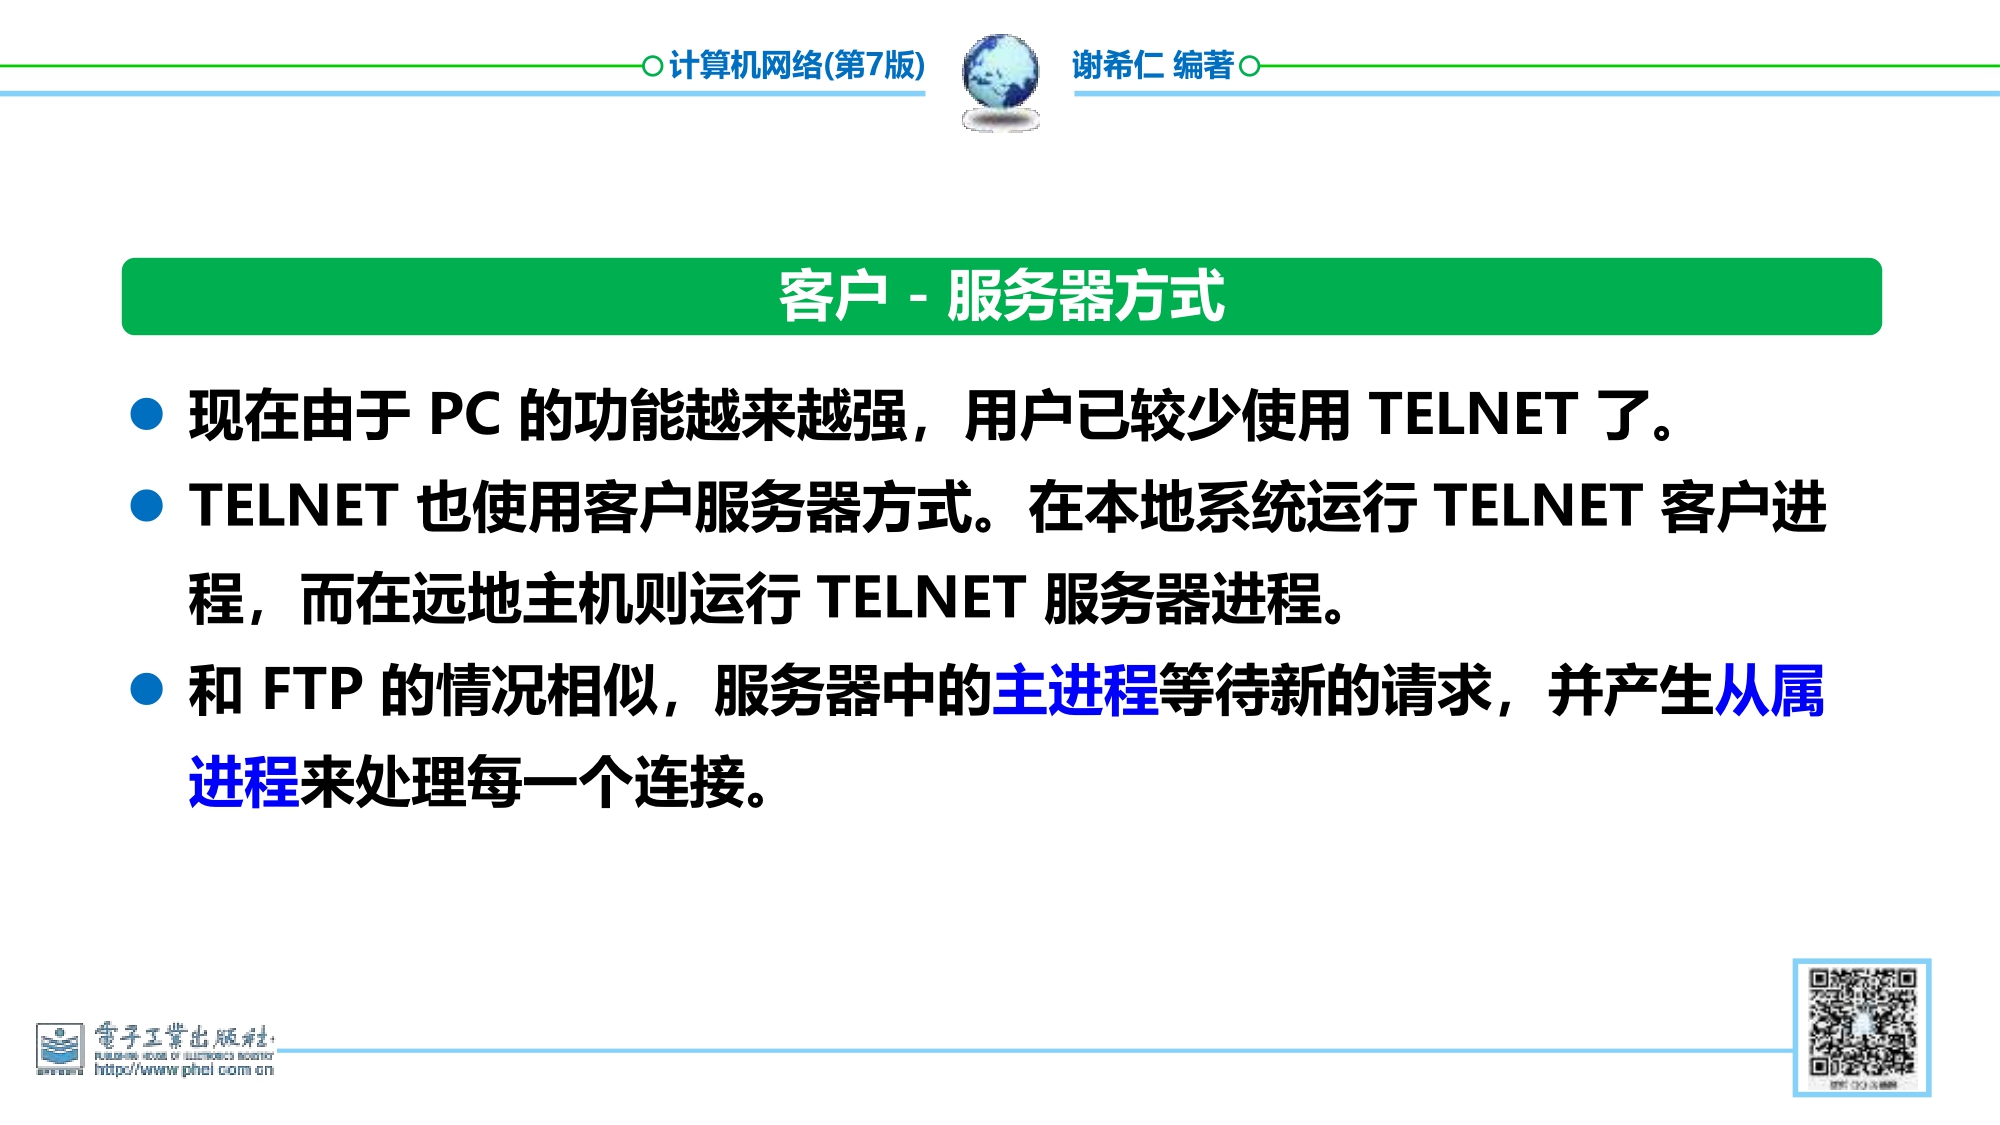 计算机网络(第7版) 谢希仁 编著
客户 - 服务器方式
现在由于 PC 的功能越来越强，用户已较少使用 TELNET 了。
TELNET 也使用客户服务器方式。在本地系统运行 TELNET 客户进
程，而在远地主机则运行 TELNET 服务器进程。
和 FTP 的情况相似，服务器中的主进程等待新的请求，并产生从属
进程来处理每一个连接。
電子工業出版社
PUBLISHING HOUSE OF ELECTRONICS INDUSTRY
http://www.phei.com.cn